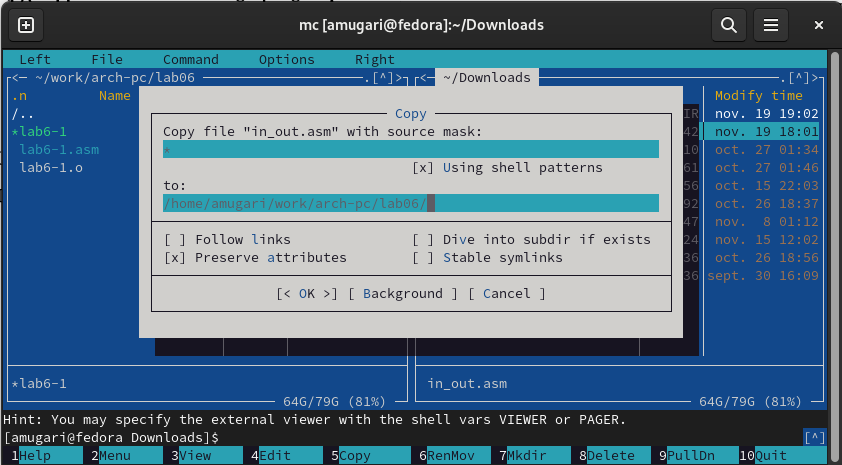 mc [amugari@fedora]:~/Downloads
Left File Command Options Right
<— ~/work/arch-pc/lab06 .[^]> <— ~/Downloads .[^]>
.n Name Modify time
/.. IR nov. 19 19:02
*lab6-1 42 nov. 19 18:01
lab6-1.asm 10 oct. 27 01:34
lab6-1.o 61 oct. 27 01:46
56 oct. 15 22:03
92 oct. 26 18:37
47 nov. 8 01:12
24 nov. 15 12:02
36 oct. 26 18:56
36 sept. 30 16:09
Copy
Copy file "in_out.asm" with source mask:
*
[x] Using shell patterns
to:
/home/amugari/work/arch-pc/lab06/
[ ] Follow links [ ] Dive into subdir if exists
[x] Preserve attributes [ ] Stable symlinks
[< OK >] [ Background ] [ Cancel ]
*lab6-1 in_out.asm
64G/79G (81%) 64G/79G (81%)
Hint: You may specify the external viewer with the shell vars VIEWER or PAGER.
[amugari@fedora Downloads]$ [^]
1Help 2Menu 3View 4Edit 5Copy 6RenMov 7Mkdir 8Delete 9PullDn 10Quit